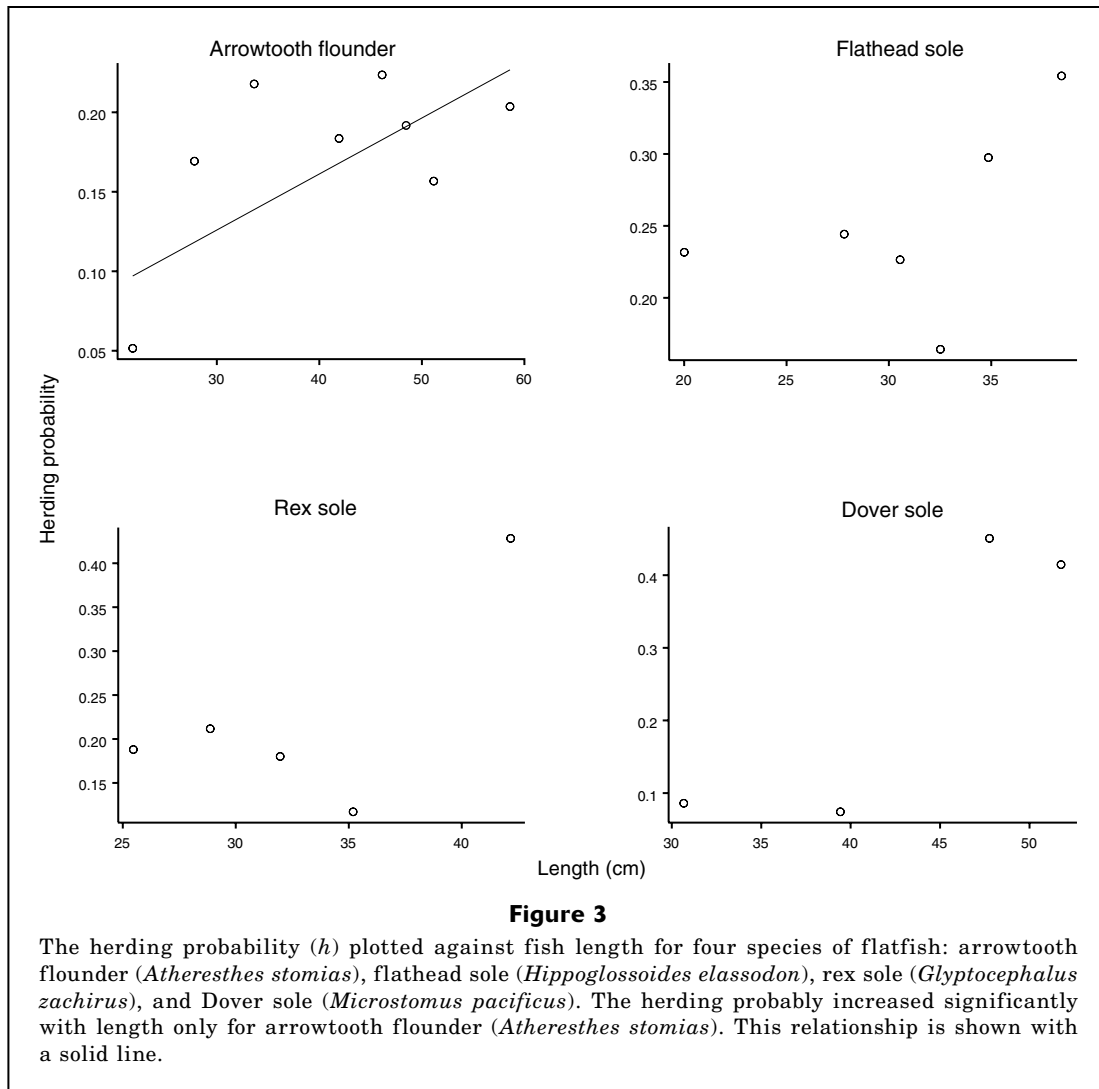 Arrowtooth flounder
0.20
0.15
0.10
0.05
30 40 50 60
Flathead sole
0.35
0.30
0.25
0.20
20 25 30 35
Herding probability
Rex sole
0.40
0.35
0.30
0.25
0.20
0.15
25 30 35 40
Dover sole
0.4
0.3
0.2
0.1
30 35 40 45 50
Length (cm)
Figure 3
The herding probability (h) plotted against fish length for four species of flatfish: arrowtooth
flounder (Atheresthes stomias), flathead sole (Hippoglossoides elassodon), rex sole (Glyptocephalus
zachirus), and Dover sole (Microstomus pacificus). The herding probably increased significantly
with length only for arrowtooth flounder (Atheresthes stomias). This relationship is shown with
a solid line.